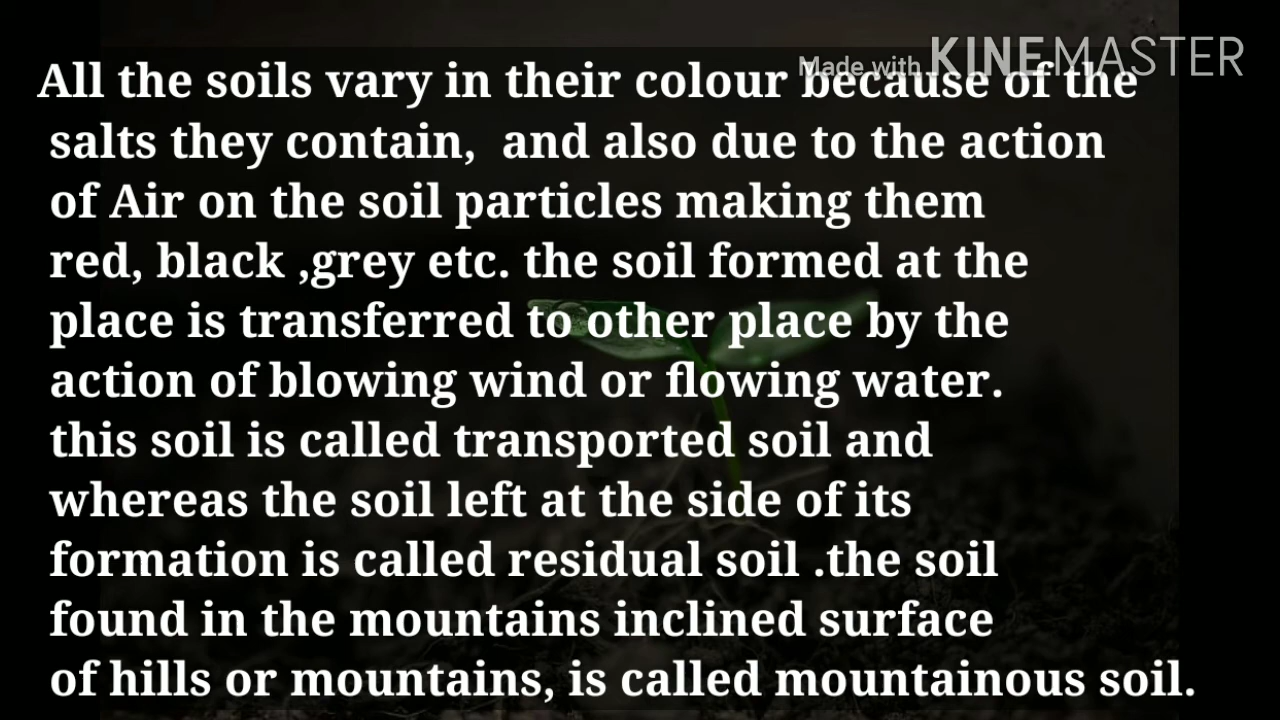 Made with KINEMASTER
All the soils vary in their colour because of the
salts they contain,  and also due to the action
of Air on the soil particles making them
red, black ,grey etc. the soil formed at the
place is transferred to other place by the
action of blowing wind or flowing water.
this soil is called transported soil and
whereas the soil left at the side of its
formation is called residual soil .the soil
found in the mountains inclined surface
of hills or mountains, is called mountainous soil.